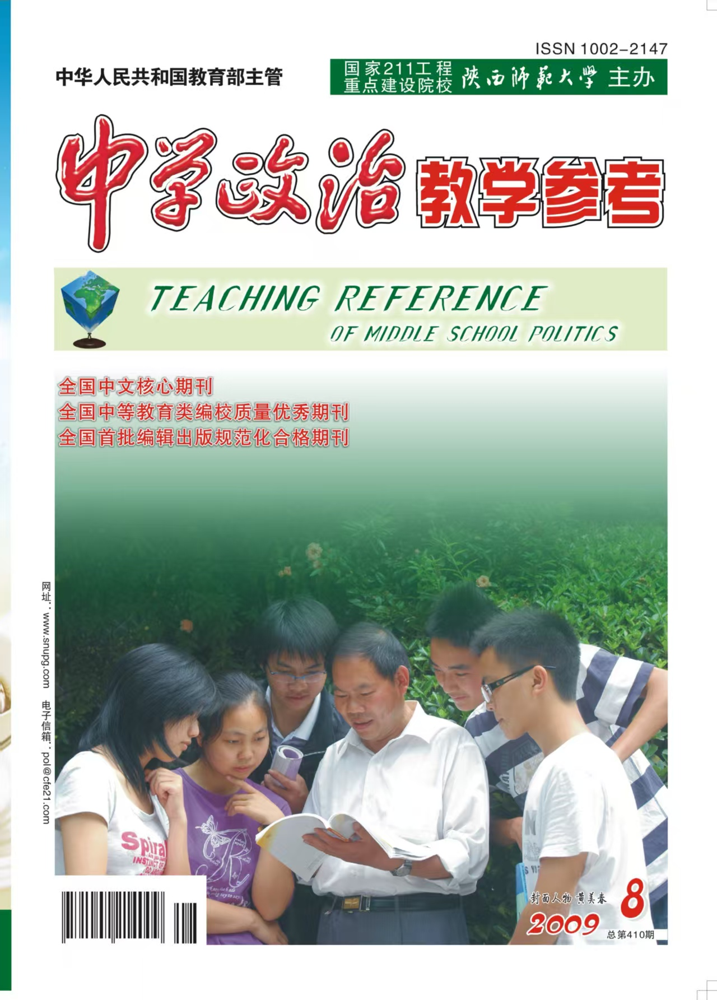 ISSN 1002-2147
中华人民共和国教育部主管
国家211工程
重点建设院校
陕西师范大学 主办
中学政治教学参考
TEACHING REFERENCE
OF MIDDLE SCHOOL POLITICS
全国中文核心期刊
全国中等教育类编校质量优秀期刊
全国首批编辑出版规范化合格期刊
网址：www.snupg.com 电子信箱：pol@cfe21.com
Spiral
INSTINCT OF
R
封面人物 黄美春
2009
8
总第410期